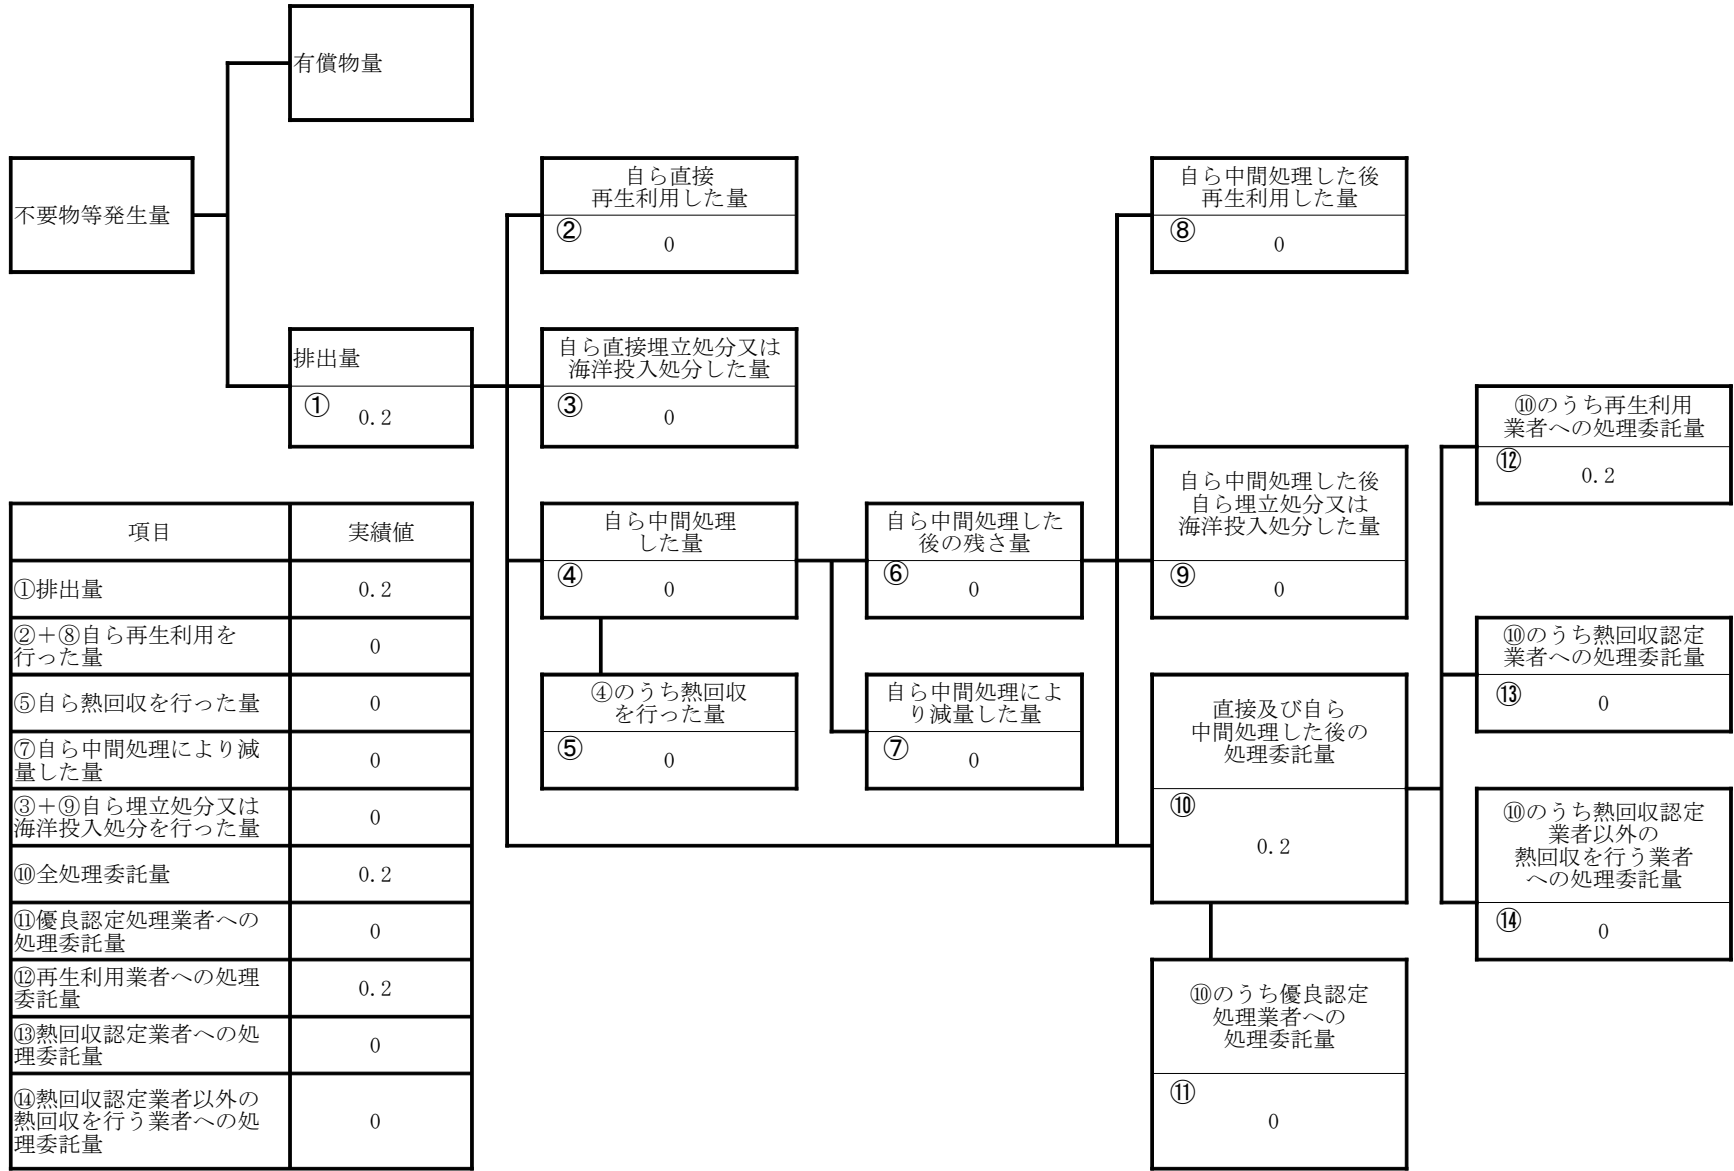 有償物量
不要物等発生量
自ら直接
再生利用した量
②
0
自ら中間処理した後
再生利用した量
⑧
0
排出量
①
0.2
自ら直接埋立処分又は
海洋投入処分した量
③
0
⑩のうち再生利用
業者への処理委託量
⑫
0.2
自ら中間処理
した量
④
0
自ら中間処理した
後の残さ量
⑥
0
自ら中間処理した後
自ら埋立処分又は
海洋投入処分した量
⑨
0
⑩のうち熱回収認定
業者への処理委託量
⑬
0
④のうち熱回収
を行った量
⑤
0
自ら中間処理によ
り減量した量
⑦
0
直接及び自ら
中間処理した後の
処理委託量
⑩
0.2
⑩のうち熱回収認定
業者以外の
熱回収を行う業者
への処理委託量
⑭
0
⑩のうち優良認定
処理業者への
処理委託量
⑪
0
項目 実績値
①排出量 0.2
②＋⑧自ら再生利用を
行った量 0
⑤自ら熱回収を行った量 0
⑦自ら中間処理により減
量した量 0
③＋⑨自ら埋立処分又は
海洋投入処分を行った量 0
⑩全処理委託量 0.2
⑪優良認定処理業者への
処理委託量 0
⑫再生利用業者への処理
委託量 0.2
⑬熱回収認定業者への処
理委託量 0
⑭熱回収認定業者以外の
熱回収を行う業者への処
理委託量 0